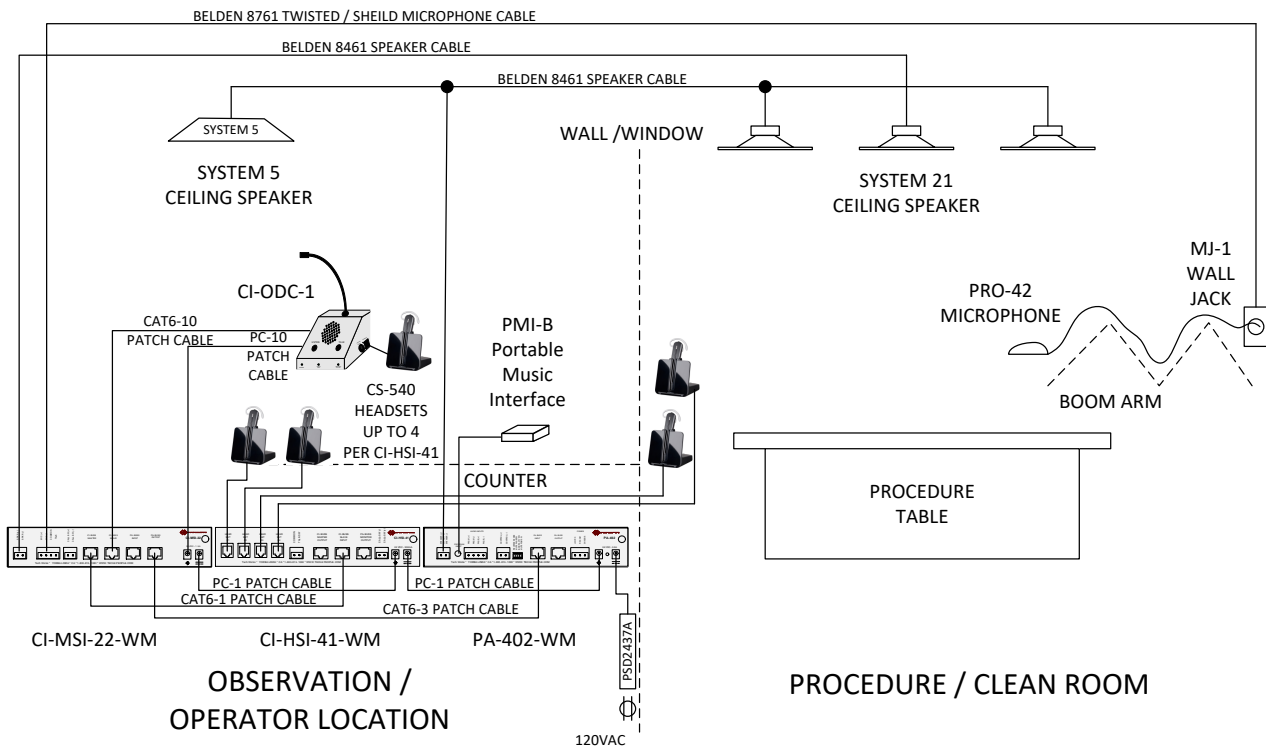 BELDEN 8761 TWISTED / SHEILD MICROPHONE CABLE
BELDEN 8461 SPEAKER CABLE
BELDEN 8461 SPEAKER CABLE
SYSTEM 5
SYSTEM 5
CEILING SPEAKER
WALL /WINDOW
SYSTEM 21
CEILING SPEAKER
MJ-1
WALL
JACK
PRO-42
MICROPHONE
BOOM ARM
CI-ODC-1
CAT6-10
PATCH CABLE
PC-10
PATCH
CABLE
CS-540
HEADSETS
UP TO 4
PER CI-HSI-41
PMI-B
Portable
Music
Interface
COUNTER
PROCEDURE
TABLE
PC-1 PATCH CABLE
PC-1 PATCH CABLE
CAT6-1 PATCH CABLE
CAT6-3 PATCH CABLE
CI-MSI-22-WM
CI-HSI-41-WM
PA-402-WM
PSD2437A
120VAC
OBSERVATION /
OPERATOR LOCATION
PROCEDURE / CLEAN ROOM